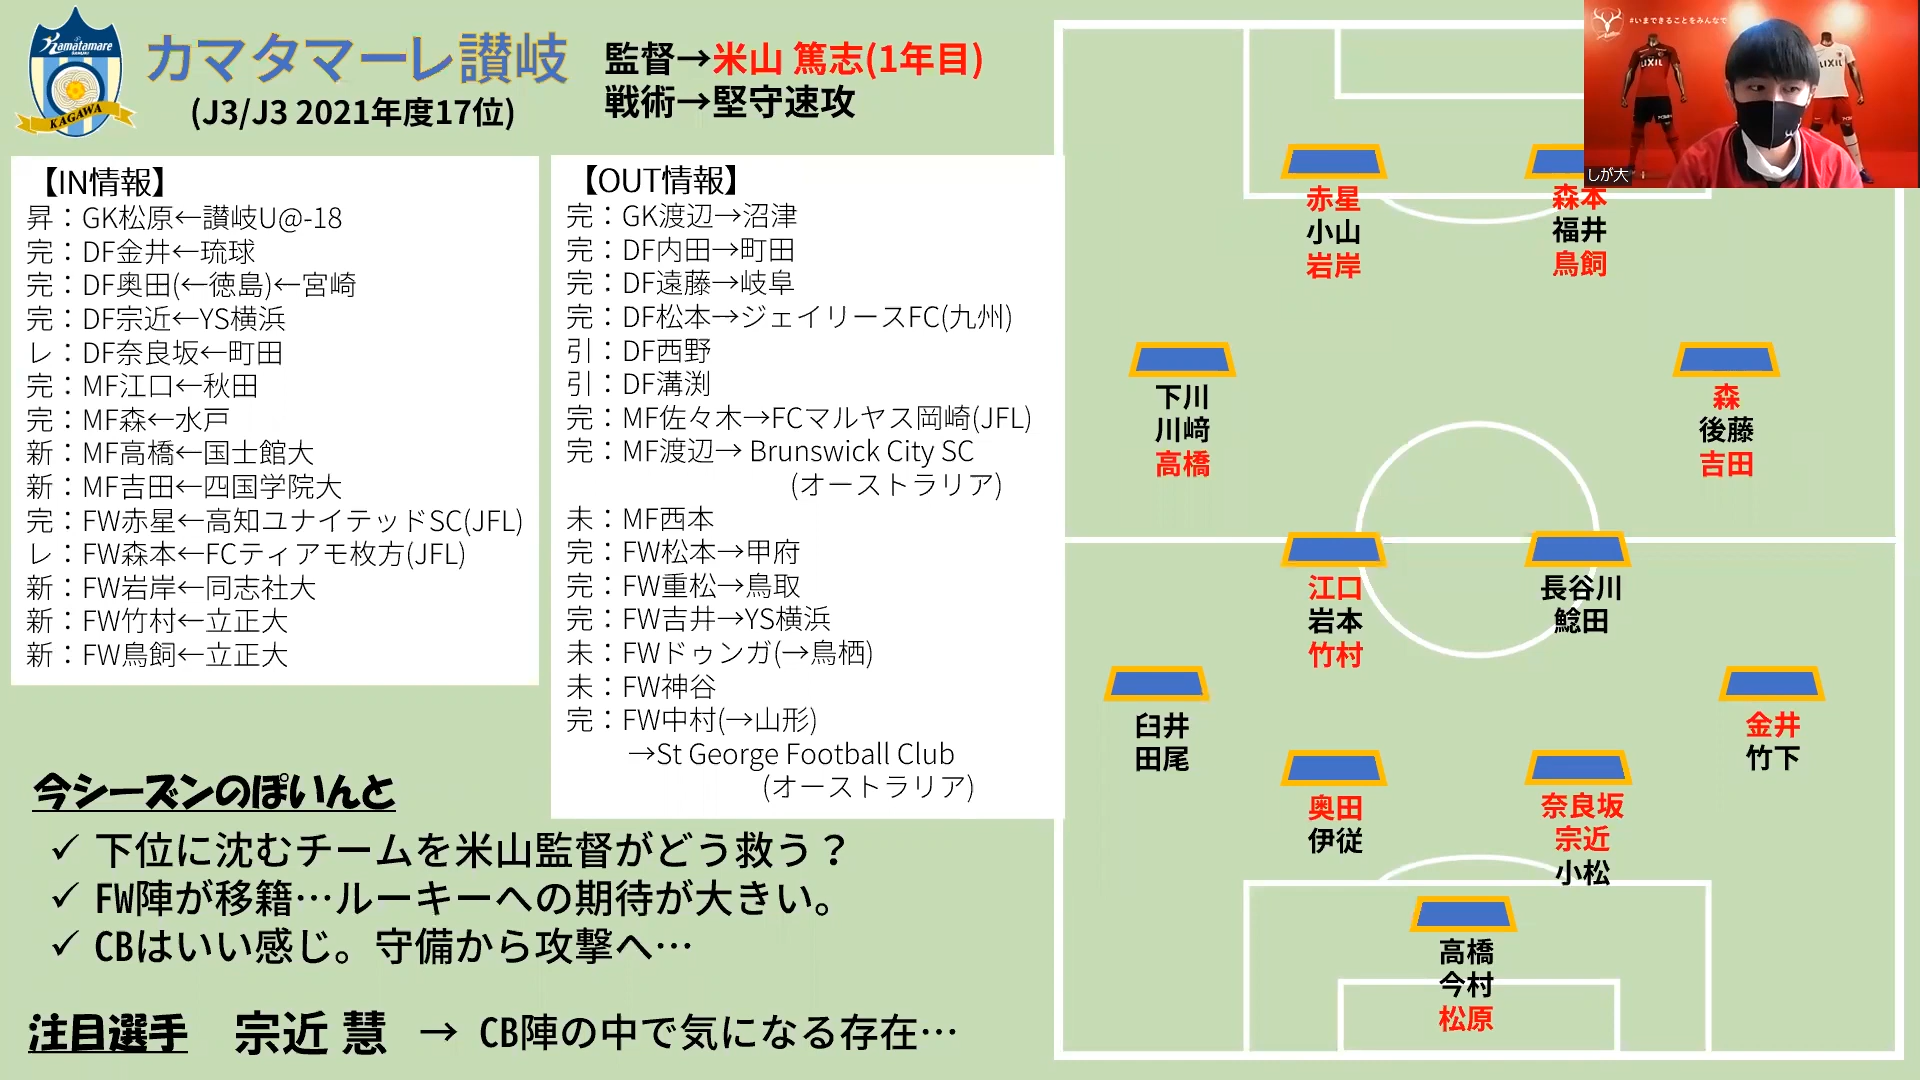 Kamatamare
SANUKI
KAGAWA
カマタマーレ讃岐
(J3/J3 2021年度17位)
監督→米山 篤志(1年目)
戦術→堅守速攻
【IN情報】
昇：GK松原←讃岐U@-18
完：DF金井←琉球
完：DF奥田(←徳島)←宮崎
完：DF宗近←YS横浜
レ：DF奈良坂←町田
完：MF江口←秋田
完：MF森←水戸
新：MF高橋←国士館大
新：MF吉田←四国学院大
完：FW赤星←高知ユナイテッドSC(JFL)
レ：FW森本←FCティアモ枚方(JFL)
新：FW岩岸←同志社大
新：FW竹村←立正大
新：FW鳥飼←立正大
【OUT情報】
完：GK渡辺→沼津
完：DF内田→町田
完：DF遠藤→岐阜
完：DF松本→ジェイリースFC(九州)
引：DF西野
引：DF溝渕
完：MF佐々木→FCマルヤス岡崎(JFL)
完：MF渡辺→ Brunswick City SC
(オーストラリア)
未：MF西本
完：FW松本→甲府
完：FW重松→鳥取
完：FW吉井→YS横浜
未：FWドゥンガ(→鳥栖)
未：FW神谷
完：FW中村(→山形)
→St George Football Club
(オーストラリア)
今シーズンのぽいんと
✓ 下位に沈むチームを米山監督がどう救う？
✓ FW陣が移籍…ルーキーへの期待が大きい。
✓ CBはいい感じ。守備から攻撃へ…
注目選手 宗近 慧 → CB陣の中で気になる存在…
#いまできることをみんなで
LIXIL
LIXIL
しが大
赤星
小山
岩岸
森本
福井
鳥飼
下川
川﨑
高橋
森
後藤
吉田
江口
岩本
竹村
長谷川
鯰田
臼井
田尾
金井
竹下
奥田
伊従
奈良坂
宗近
小松
高橋
今村
松原